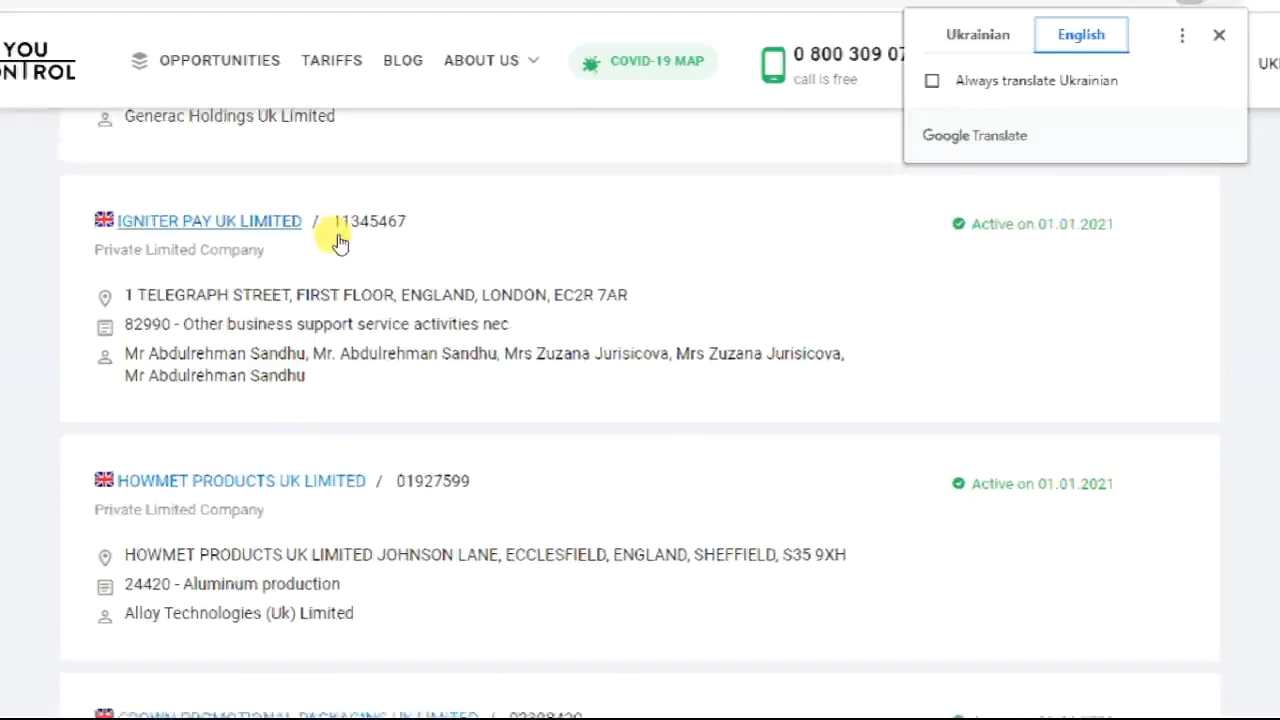 YOU
ONTROL
OPPORTUNITIES
TARIFFS
BLOG
ABOUT US
COVID-19 MAP
0 800 309 07
call is free
Ukrainian
English
Always translate Ukrainian
Google Translate
Generac Holdings Uk Limited
IGNITER PAY UK LIMITED / 11345467
Active on 01.01.2021
Private Limited Company
1 TELEGRAPH STREET, FIRST FLOOR, ENGLAND, LONDON, EC2R 7AR
82990 - Other business support service activities nec
Mr Abdulrehman Sandhu, Mr. Abdulrehman Sandhu, Mrs Zuzana Jurisicova, Mrs Zuzana Jurisicova,
Mr Abdulrehman Sandhu
HOWMET PRODUCTS UK LIMITED / 01927599
Active on 01.01.2021
Private Limited Company
HOWMET PRODUCTS UK LIMITED JOHNSON LANE, ECCLESFIELD, ENGLAND, SHEFFIELD, S35 9XH
24420 - Aluminum production
Alloy Technologies (Uk) Limited
CROWN PROMOTIONAL PACKAGING UK LIMITED /